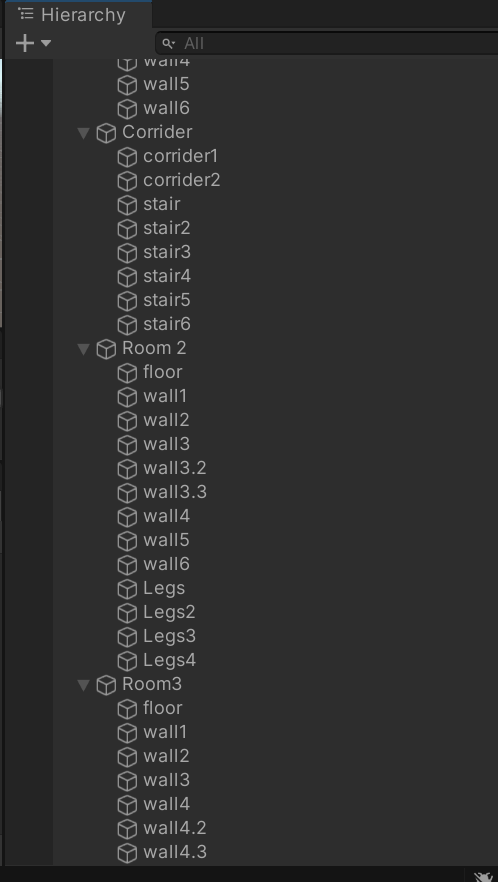 Hierarchy
All
wall4
wall5
wall6
Corrider
corrider1
corrider2
stair
stair2
stair3
stair4
stair5
stair6
Room 2
floor
wall1
wall2
wall3
wall3.2
wall3.3
wall4
wall5
wall6
Legs
Legs2
Legs3
Legs4
Room3
floor
wall1
wall2
wall3
wall4
wall4.2
wall4.3